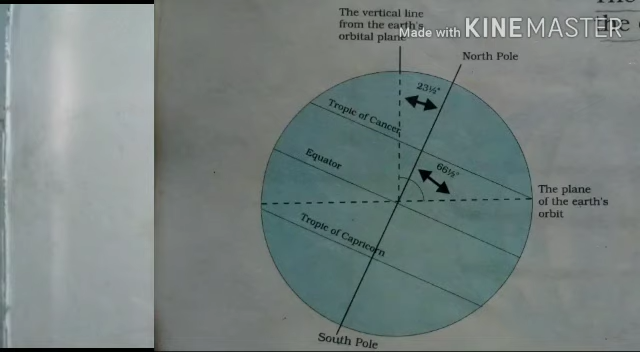 The vertical line
from the earth's
orbital plane
Made with KINEMASTER
North Pole
23½°
Tropic of Cancer
66½°
Equator
The plane
of the earth's
orbit
Tropic of Capricorn
South Pole